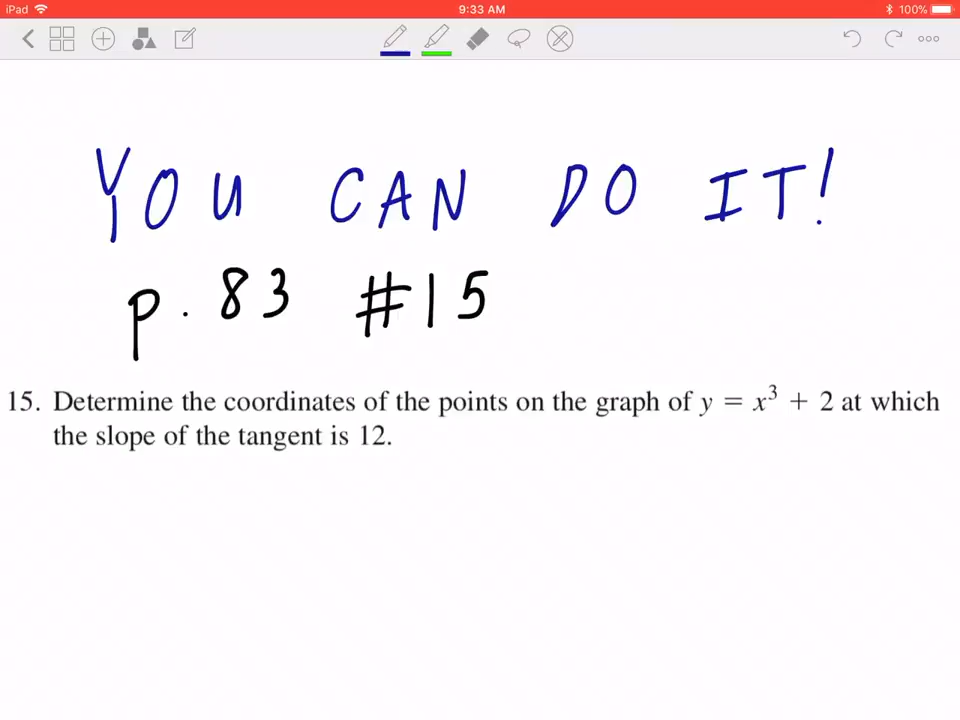 iPad 9:33 AM 100%
YOU CAN DO IT!
p. 83 #15
15. Determine the coordinates of the points on the graph of y = x³ + 2 at which
the slope of the tangent is 12.